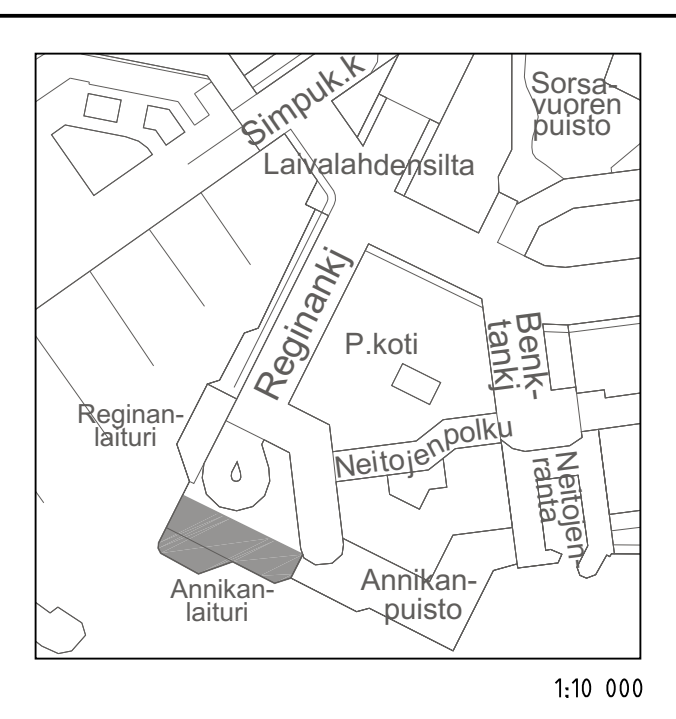 Simpuk.k
Sorsa-
vuoren
puisto
Laivalahdensilta
Reginankj
P.koti
Benk-
tankj
Reginan-
laituri
Neitojenpolku
Neitojen-
ranta
Annikan-
laituri
Annikan-
puisto
1:10 000